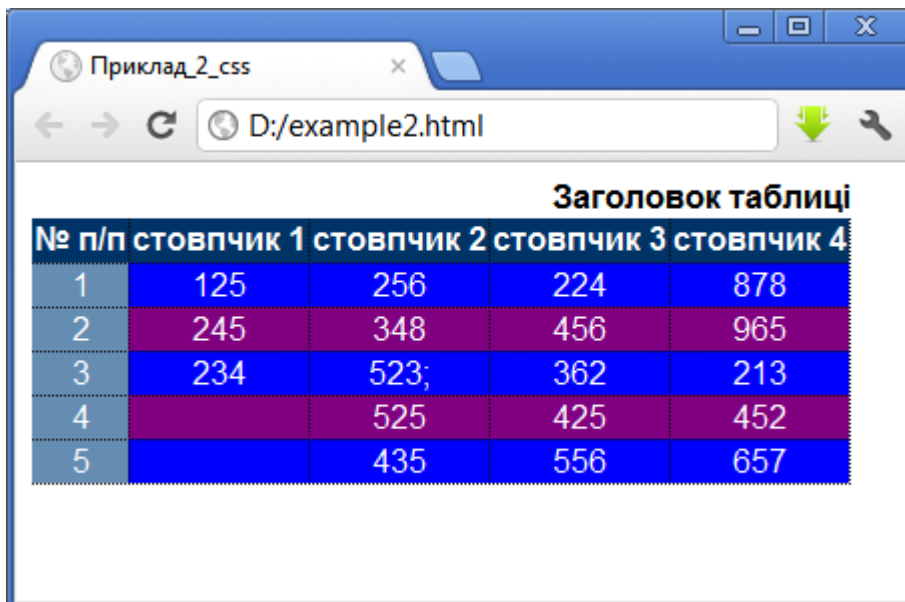 Приклад_2_css
D:/example2.html
Заголовок таблиці
№ п/п стовпчик 1 стовпчик 2 стовпчик 3 стовпчик 4
1 125 256 224 878
2 245 348 456 965
3 234 523; 362 213
4 525 425 452
5 435 556 657